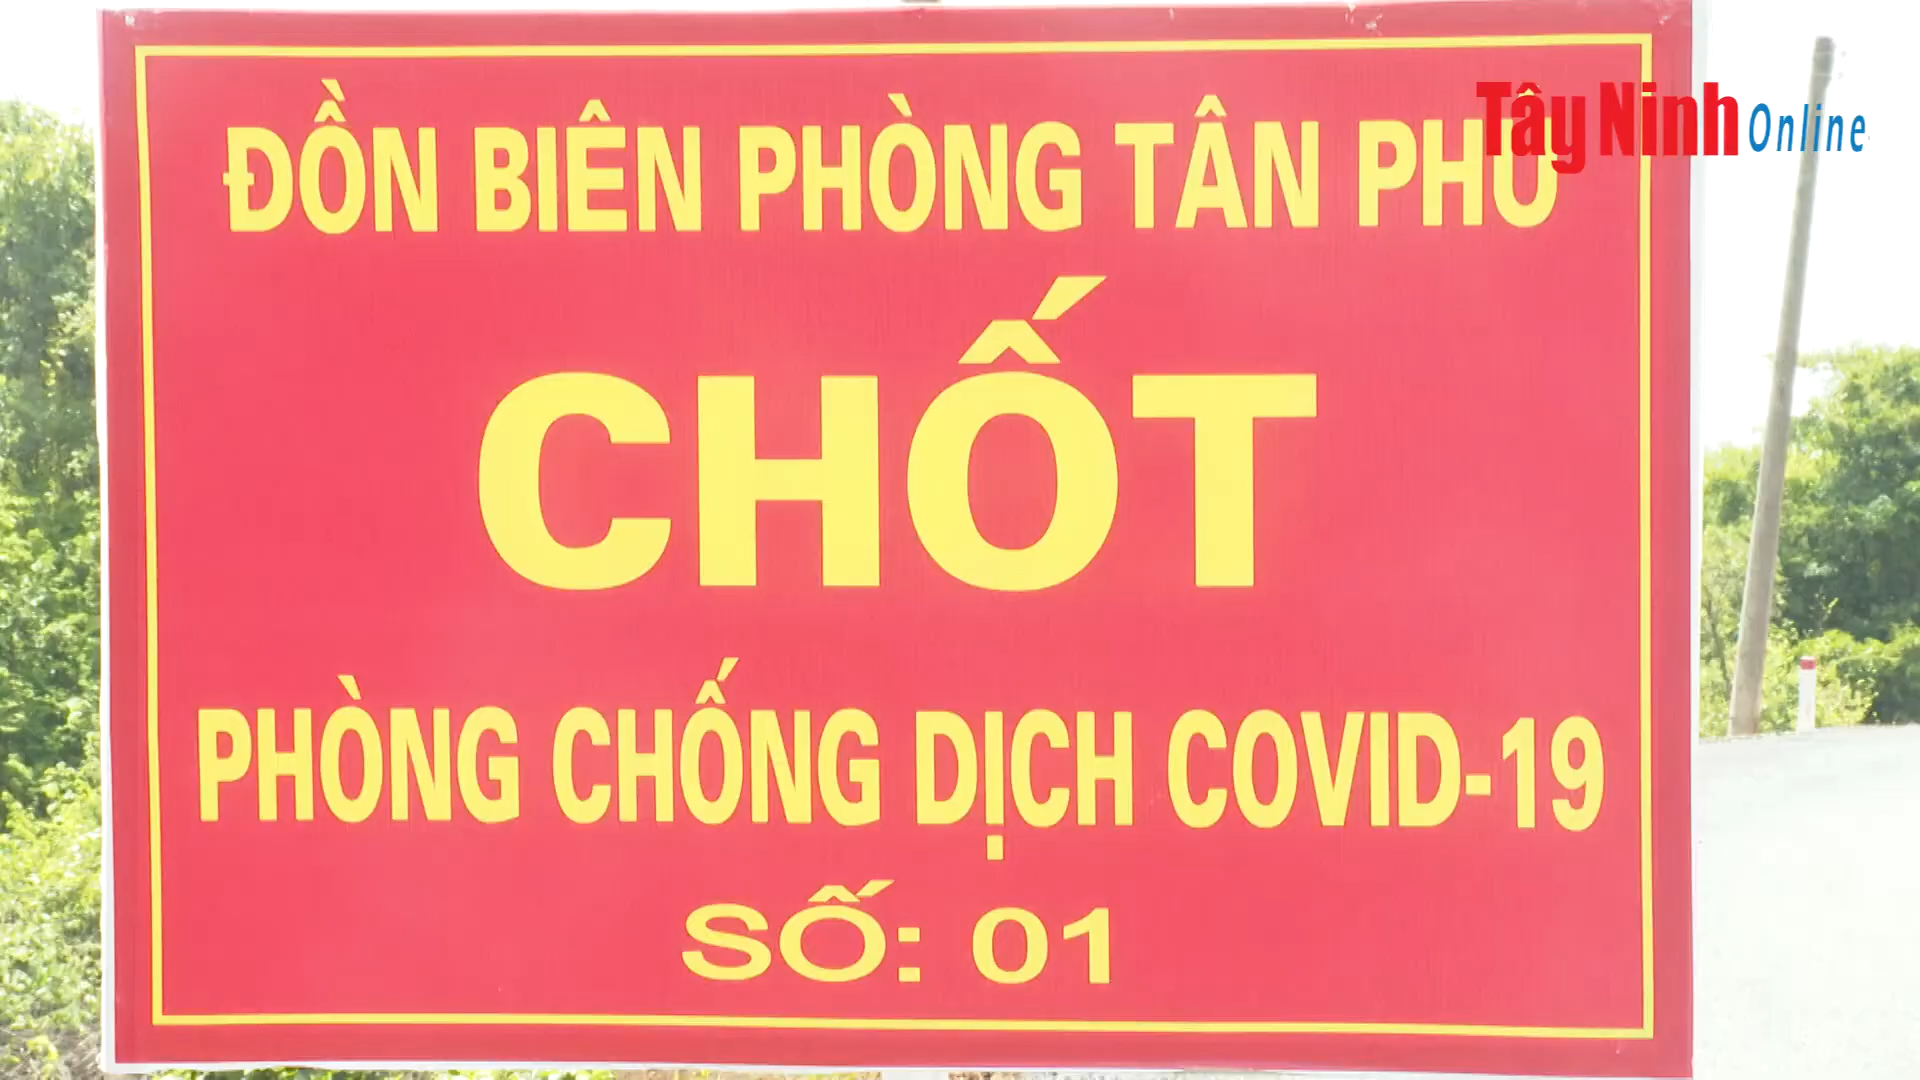 ĐỒN BIÊN PHÒNG TÂN PHÚ
Tây Ninh Online
CHỐT
PHÒNG CHỐNG DỊCH COVID-19
SỐ: 01